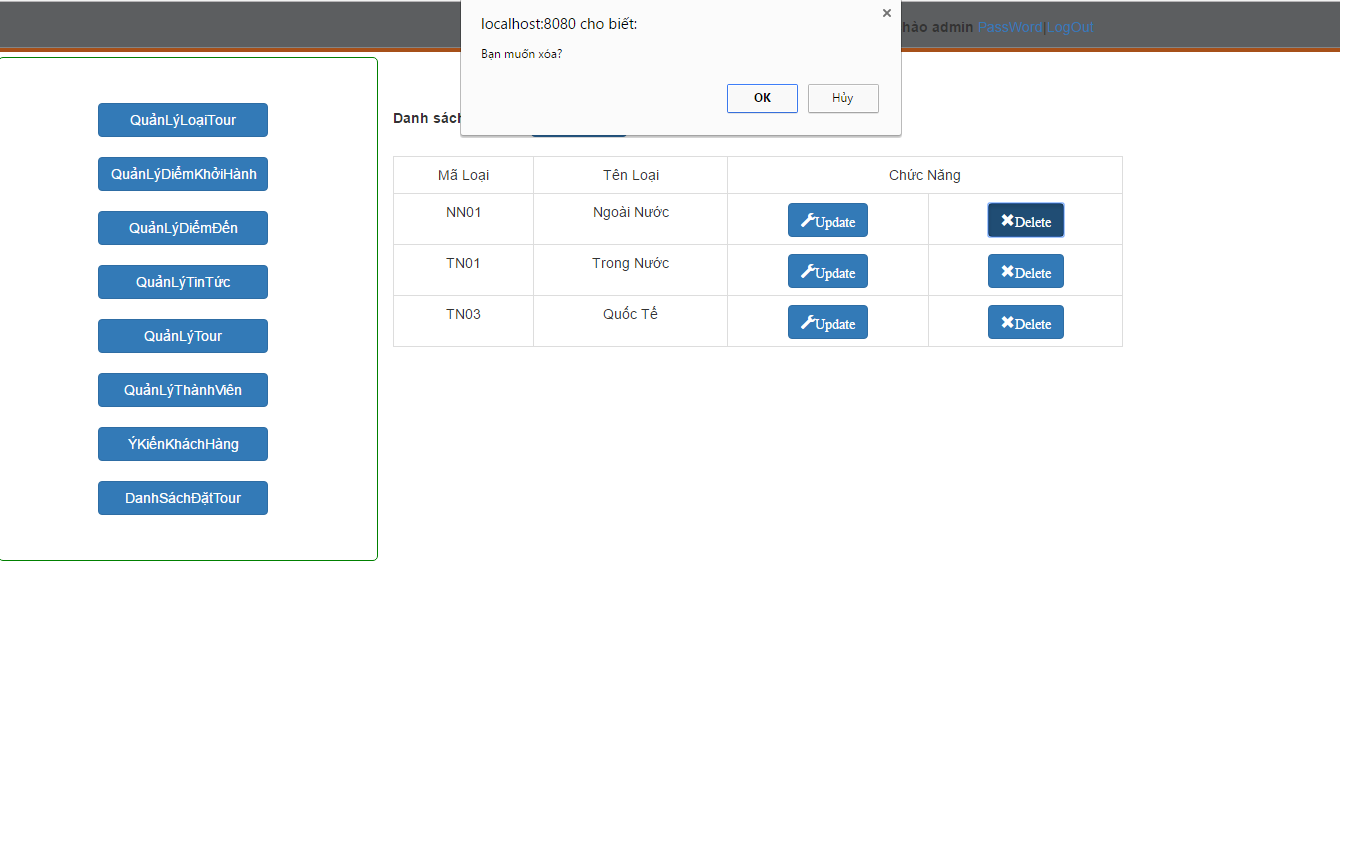 localhost:8080 cho biết:
Bạn muốn xóa?
OK Hủy
hảo admin PassWord|LogOut
QuảnLýLoạiTour
QuảnLýDiểmKhởiHành
QuảnLýDiểmĐến
QuảnLýTinTức
QuảnLýTour
QuảnLýThànhViên
ÝKiếnKháchHàng
DanhSáchĐặtTour
Danh sách
Mã Loại Tên Loại Chức Năng
NN01 Ngoài Nước Update Delete
TN01 Trong Nước Update Delete
TN03 Quốc Tế Update Delete